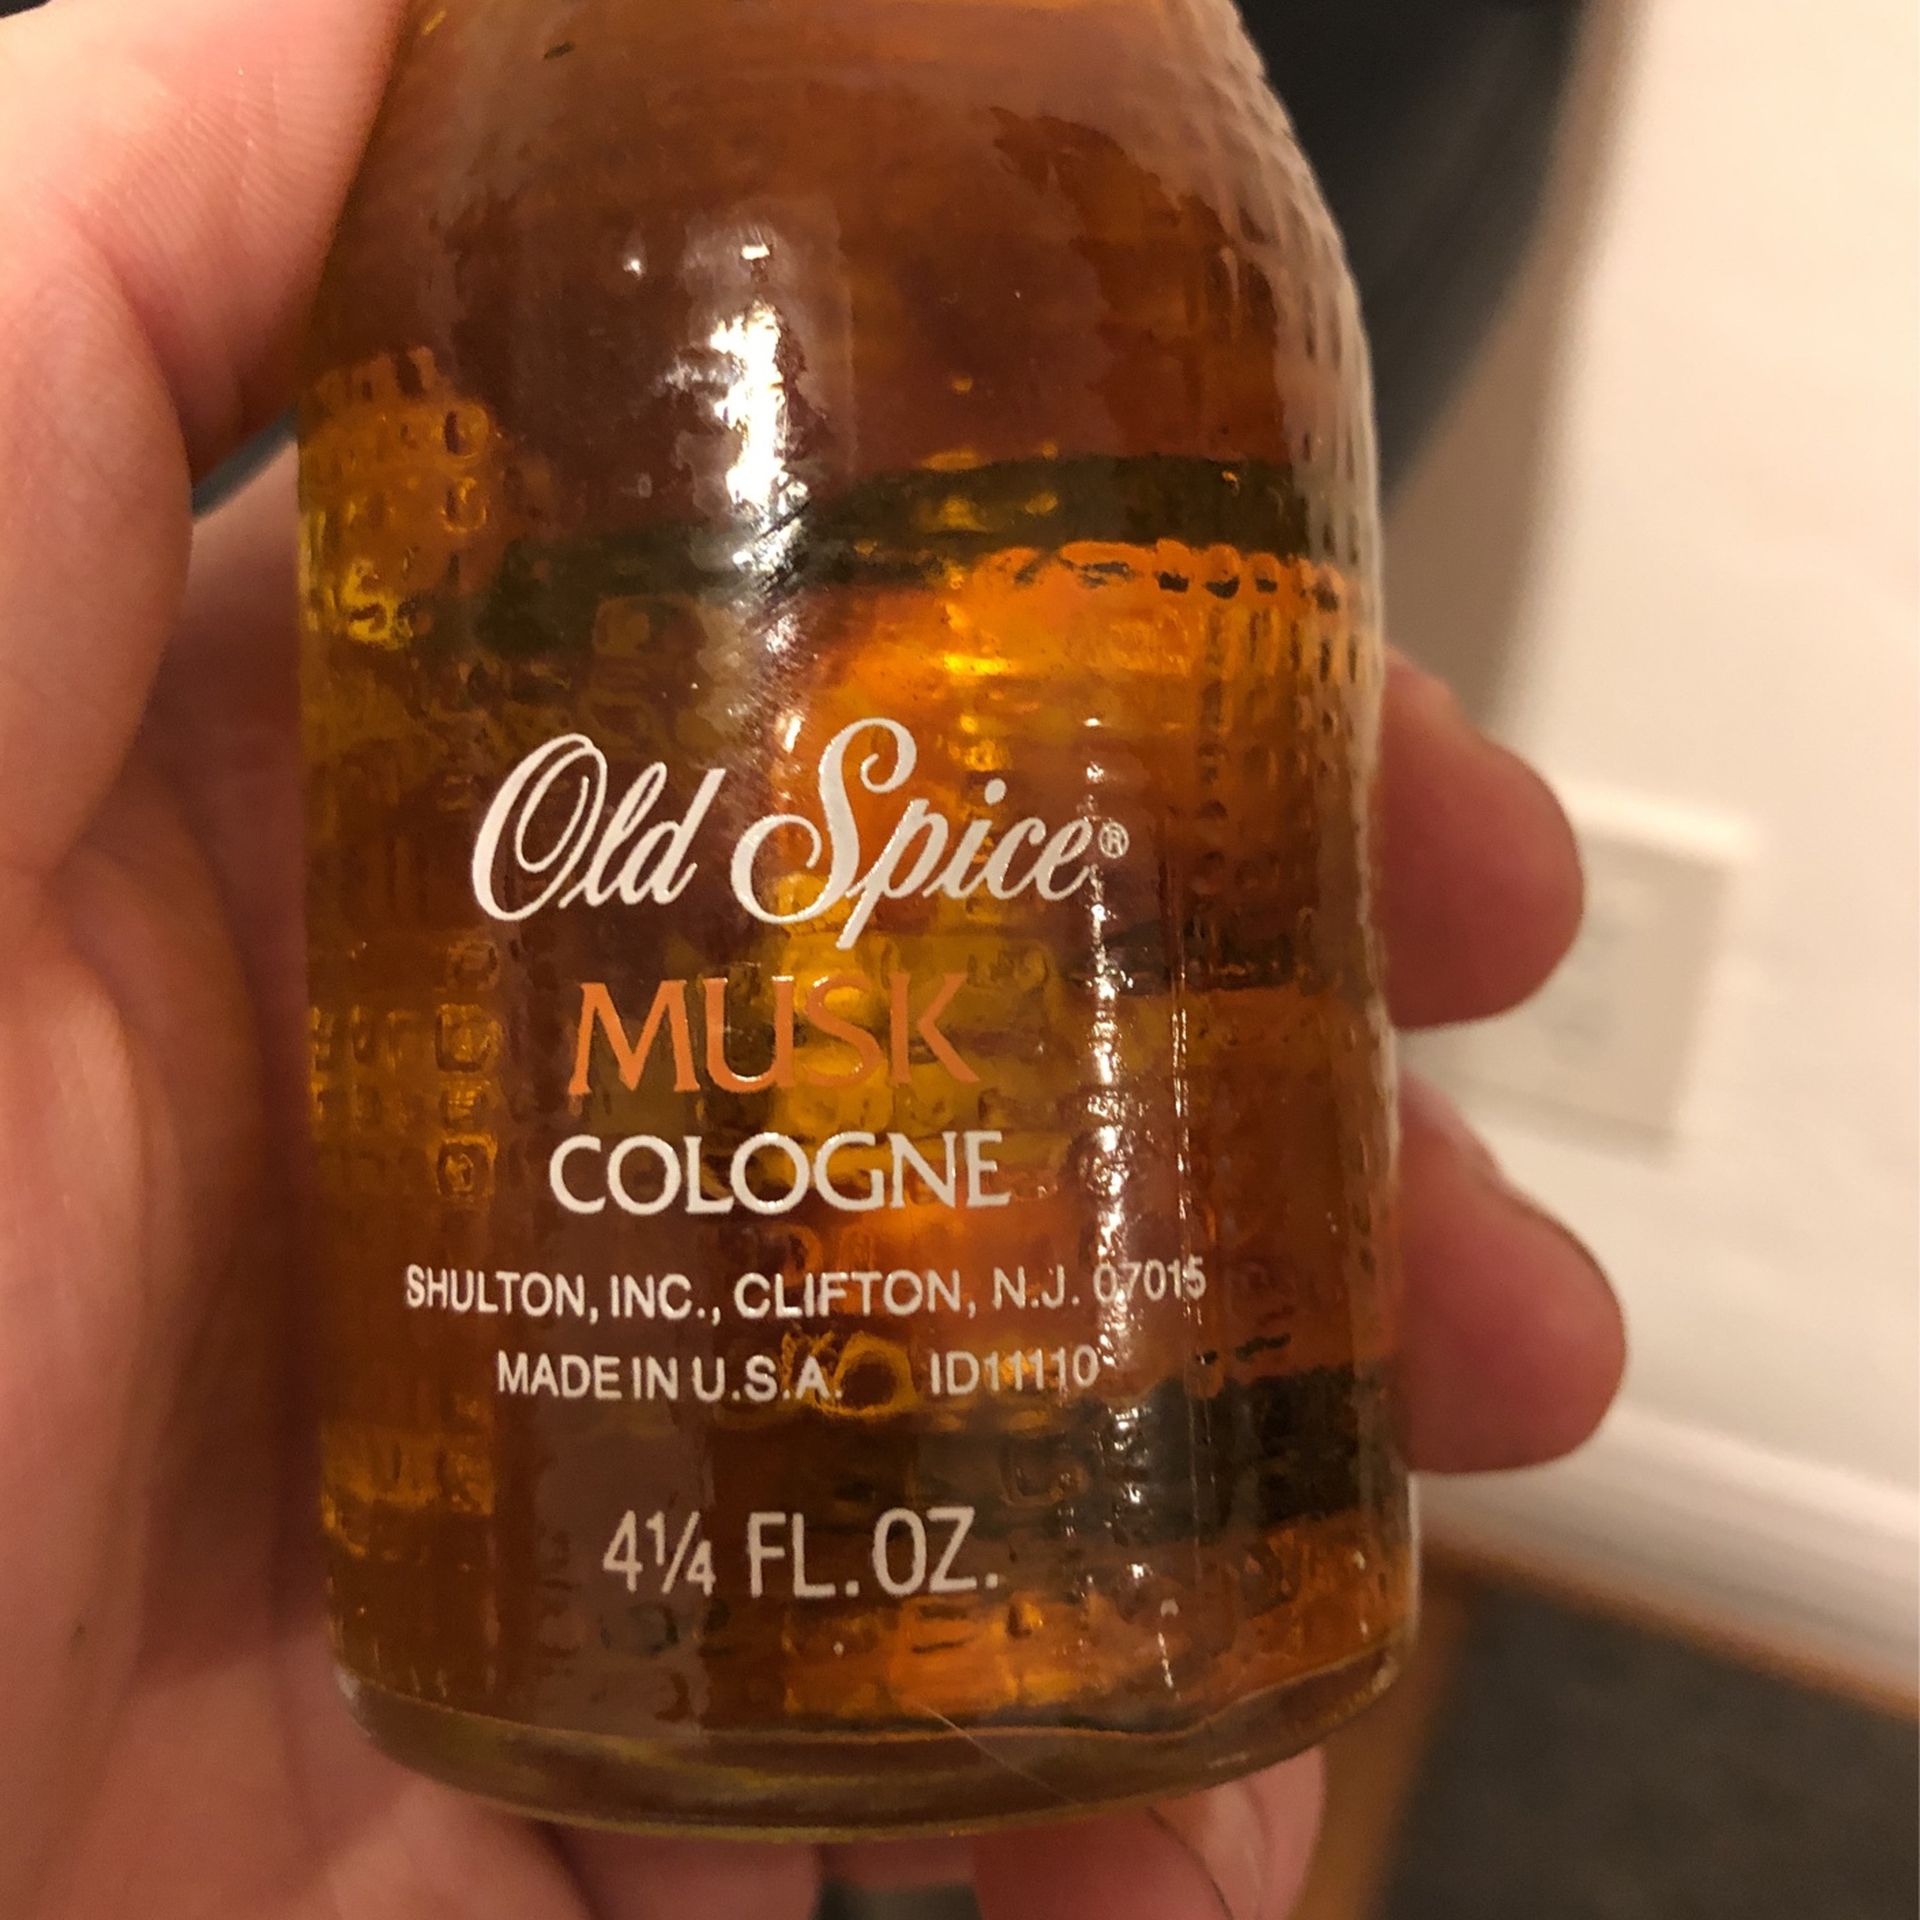 Old Spice®
MUSK
COLOGNE
SHULTON, INC., CLIFTON, N.J. 07015
MADE IN U.S.A. ID11110
4¼ FL. OZ.